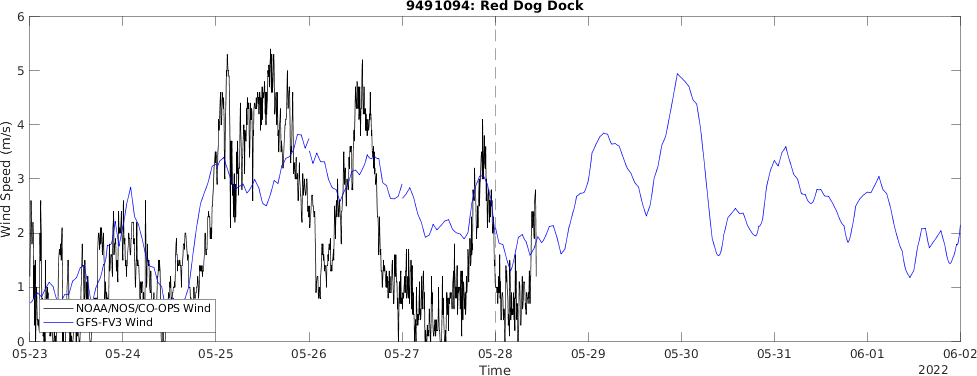 9491094: Red Dog Dock
6
5
4
3
2
1
0
Wind Speed (m/s)
NOAA/NOS/CO-OPS Wind
GFS-FV3 Wind
05-23 05-24 05-25 05-26 05-27 05-28 05-29 05-30 05-31 06-01 06-02
Time
2022